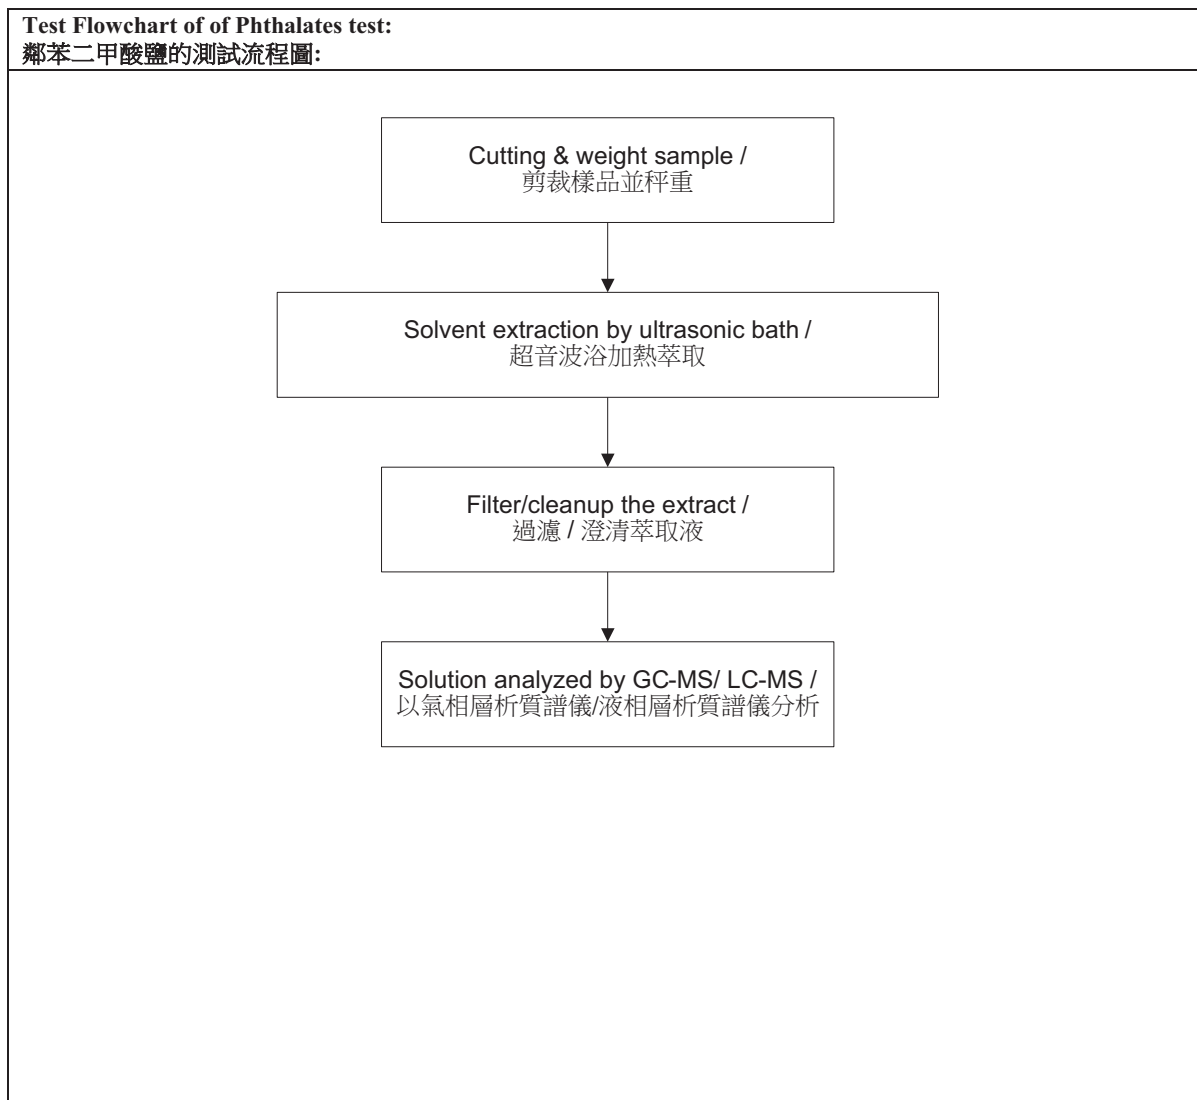 Test Flowchart of of Phthalates test:
鄰苯二甲酸鹽的測試流程圖:
Cutting & weight sample /
剪裁樣品並秤重
Solvent extraction by ultrasonic bath /
超音波浴加熱萃取
Filter/cleanup the extract /
過濾 / 澄清萃取液
Solution analyzed by GC-MS/ LC-MS /
以氣相層析質譜儀/液相層析質譜儀分析